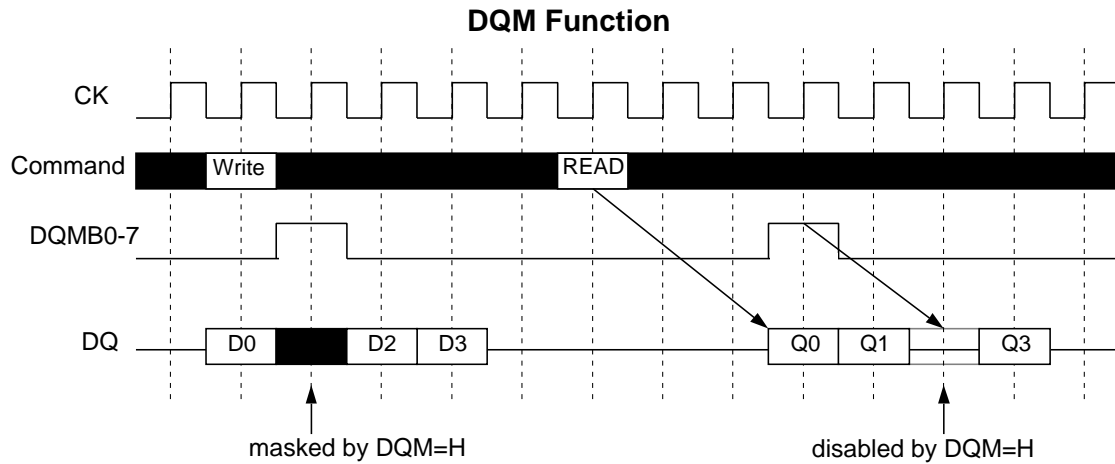 DQM Function
CK
Command
Write
READ
DQMB0-7
DQ
D0
D2
D3
Q0
Q1
Q3
masked by DQM=H
disabled by DQM=H